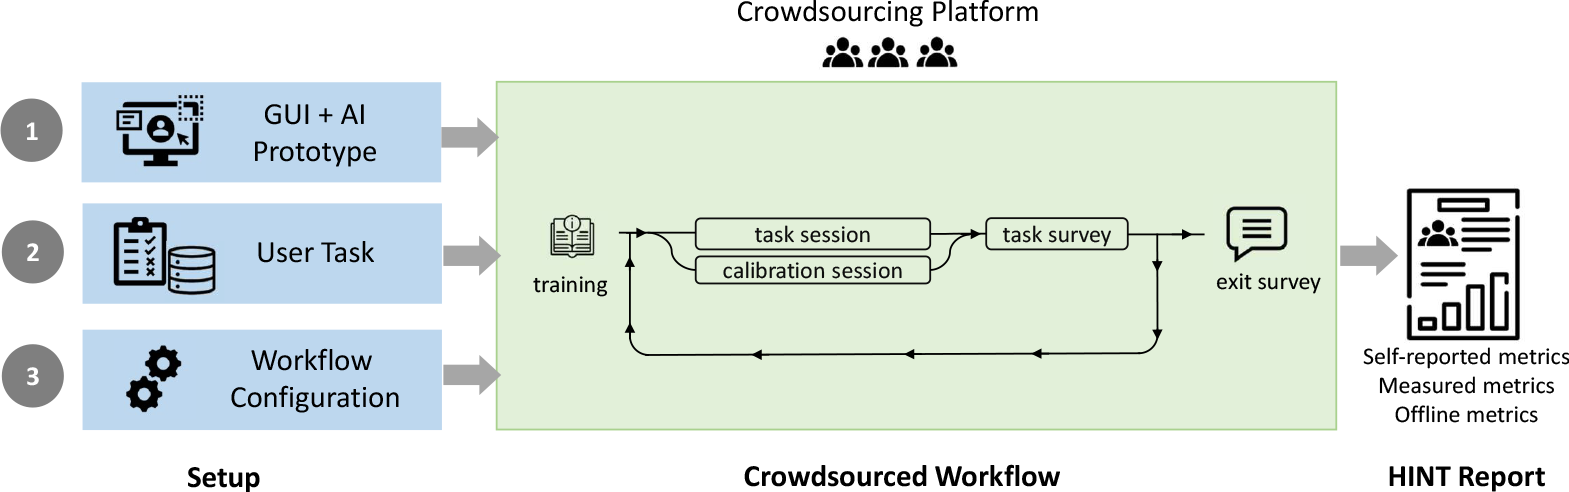 Crowdsourcing Platform
1
GUI + AI
Prototype
2
User Task
3
Workflow
Configuration
Setup
training
task session
calibration session
task survey
exit survey
Crowdsourced Workflow
Self-reported metrics
Measured metrics
Offline metrics
HINT Report